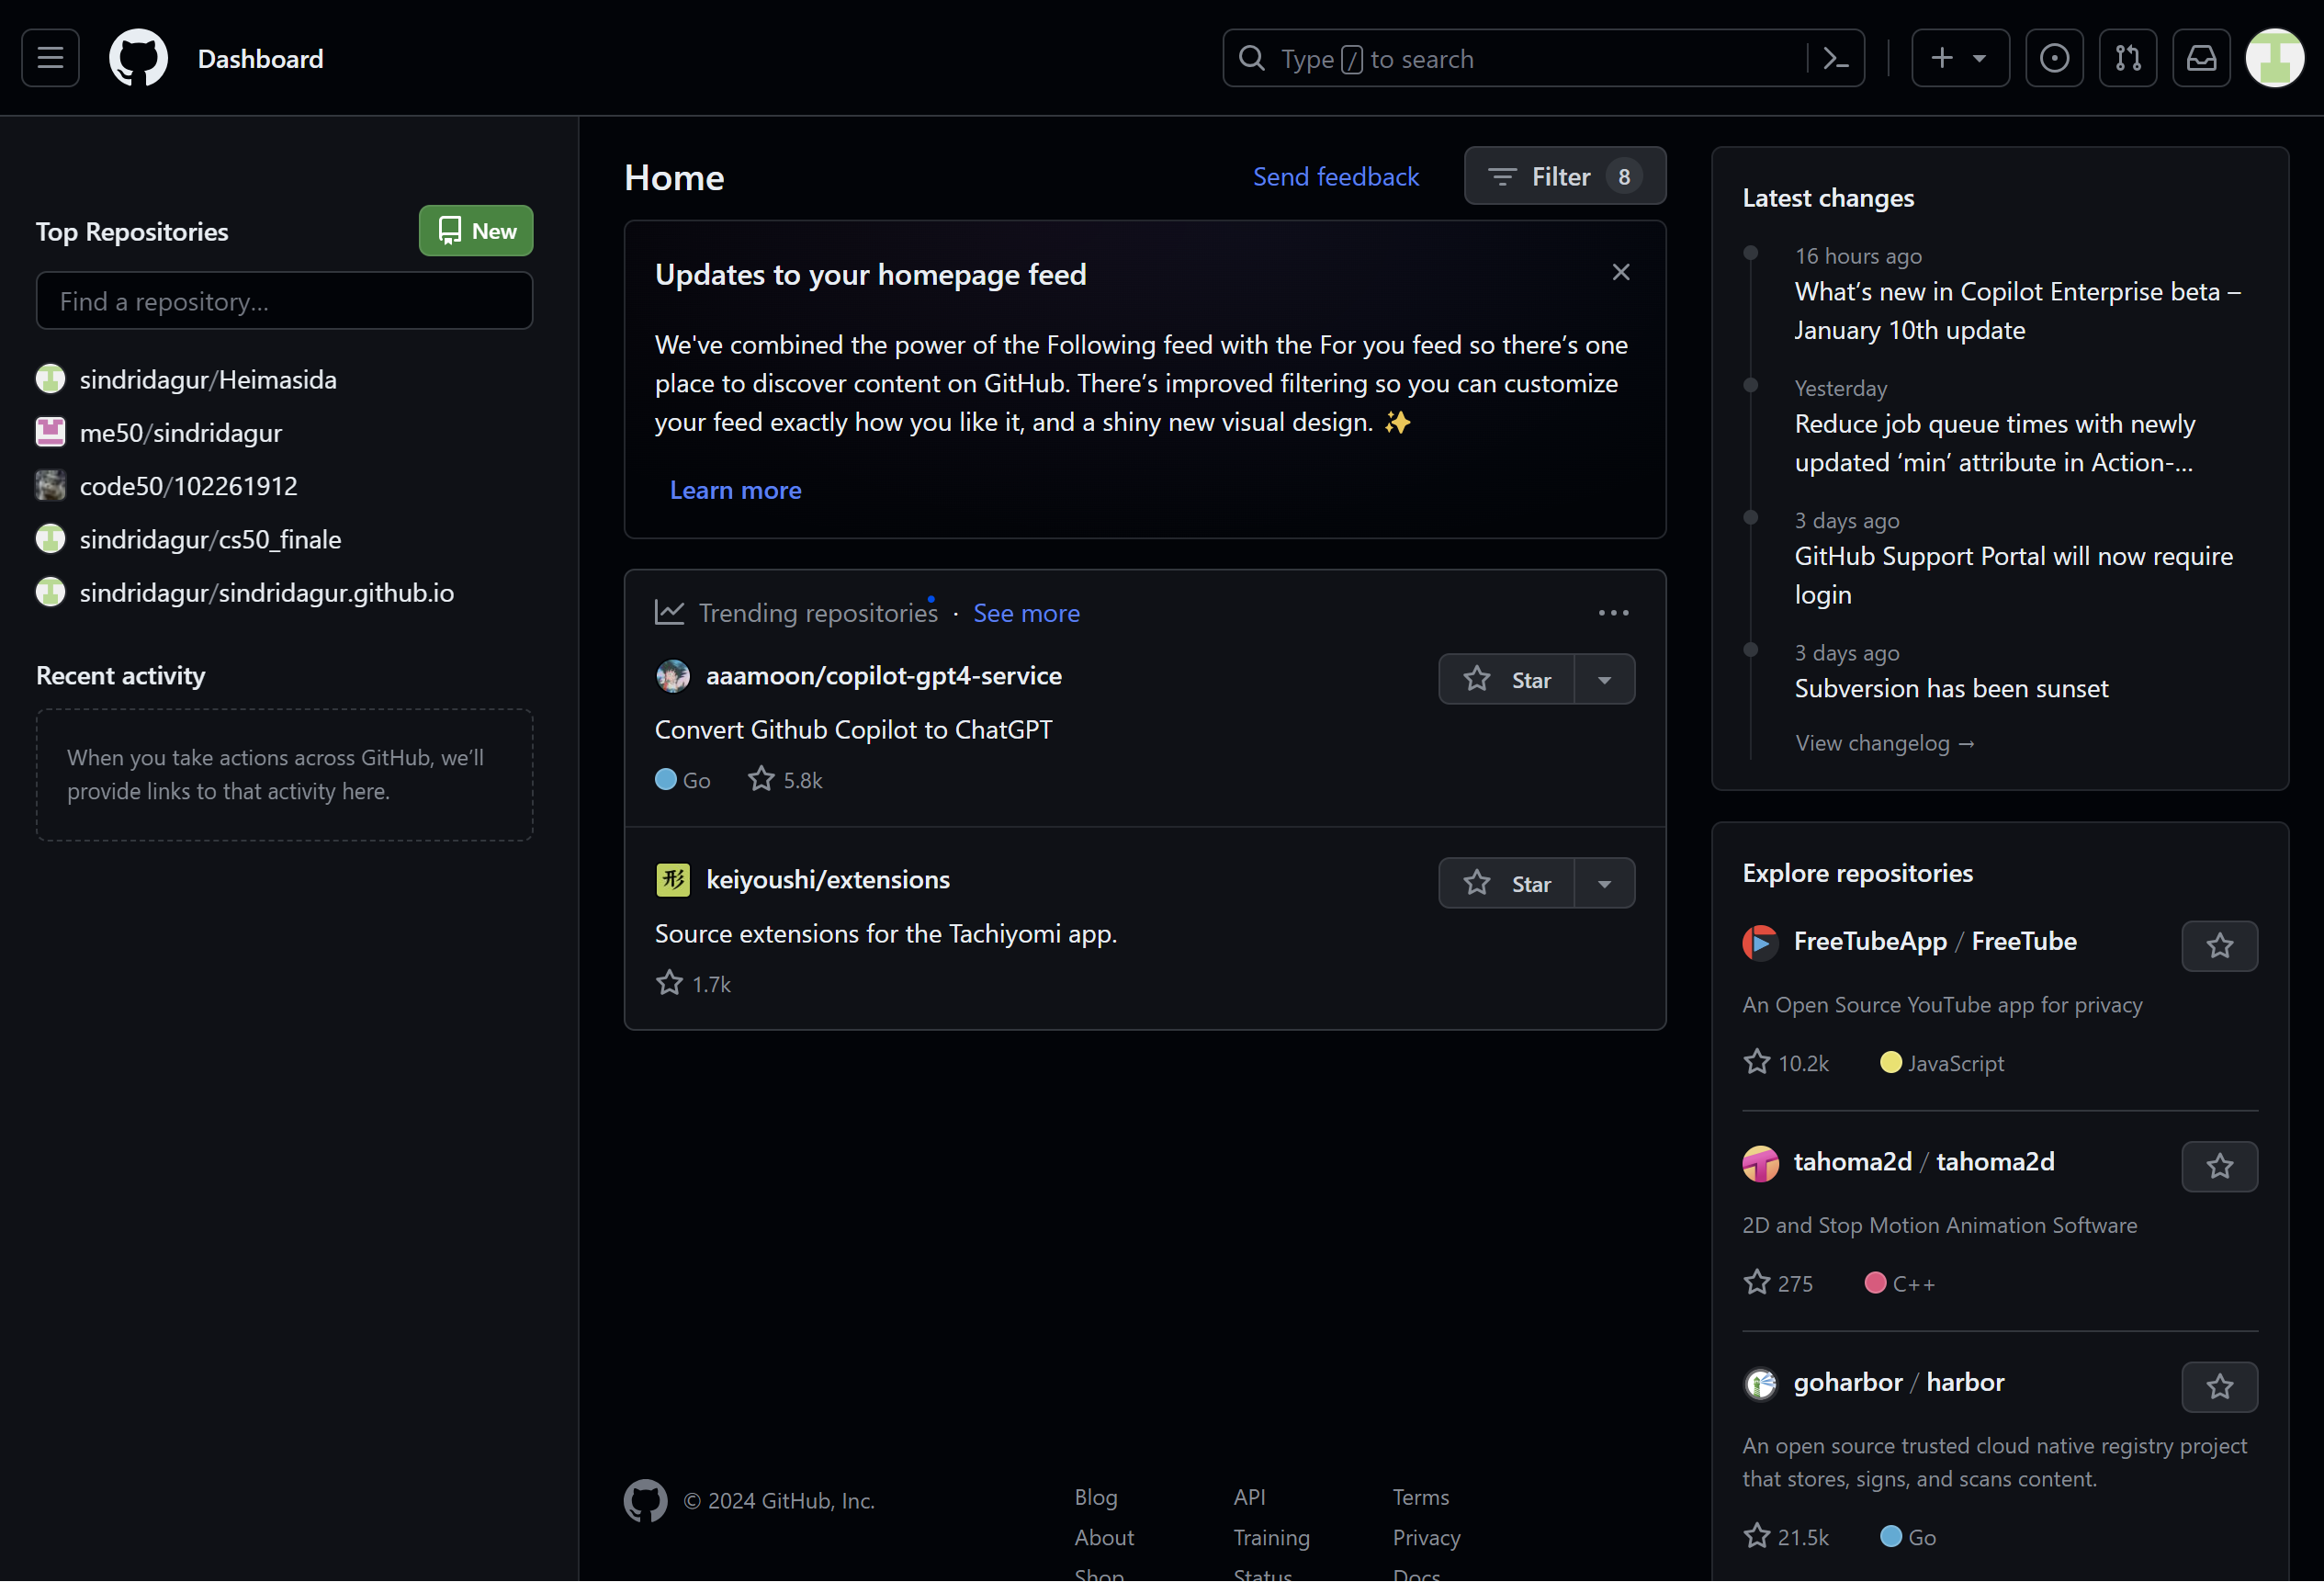 Dashboard
Type / to search
Top Repositories
New
Find a repository...
sindridagur/Heimasida
me50/sindridagur
code50/102261912
sindridagur/cs50_finale
sindridagur/sindridagur.github.io
Recent activity
When you take actions across GitHub, we’ll
provide links to that activity here.
Home
Send feedback
Filter 8
Updates to your homepage feed
We've combined the power of the Following feed with the For you feed so there’s one
place to discover content on GitHub. There’s improved filtering so you can customize
your feed exactly how you like it, and a shiny new visual design. ✨
Learn more
Trending repositories · See more
aaamoon/copilot-gpt4-service
Star
Convert Github Copilot to ChatGPT
Go 5.8k
形
keiyoushi/extensions
Star
Source extensions for the Tachiyomi app.
1.7k
© 2024 GitHub, Inc.
Blog
About
Shop
API
Training
Status
Terms
Privacy
Docs
Latest changes
16 hours ago
What’s new in Copilot Enterprise beta –
January 10th update
Yesterday
Reduce job queue times with newly
updated ‘min’ attribute in Action-...
3 days ago
GitHub Support Portal will now require
login
3 days ago
Subversion has been sunset
View changelog →
Explore repositories
FreeTubeApp / FreeTube
An Open Source YouTube app for privacy
10.2k JavaScript
tahoma2d / tahoma2d
2D and Stop Motion Animation Software
275 C++
goharbor / harbor
An open source trusted cloud native registry project
that stores, signs, and scans content.
21.5k Go